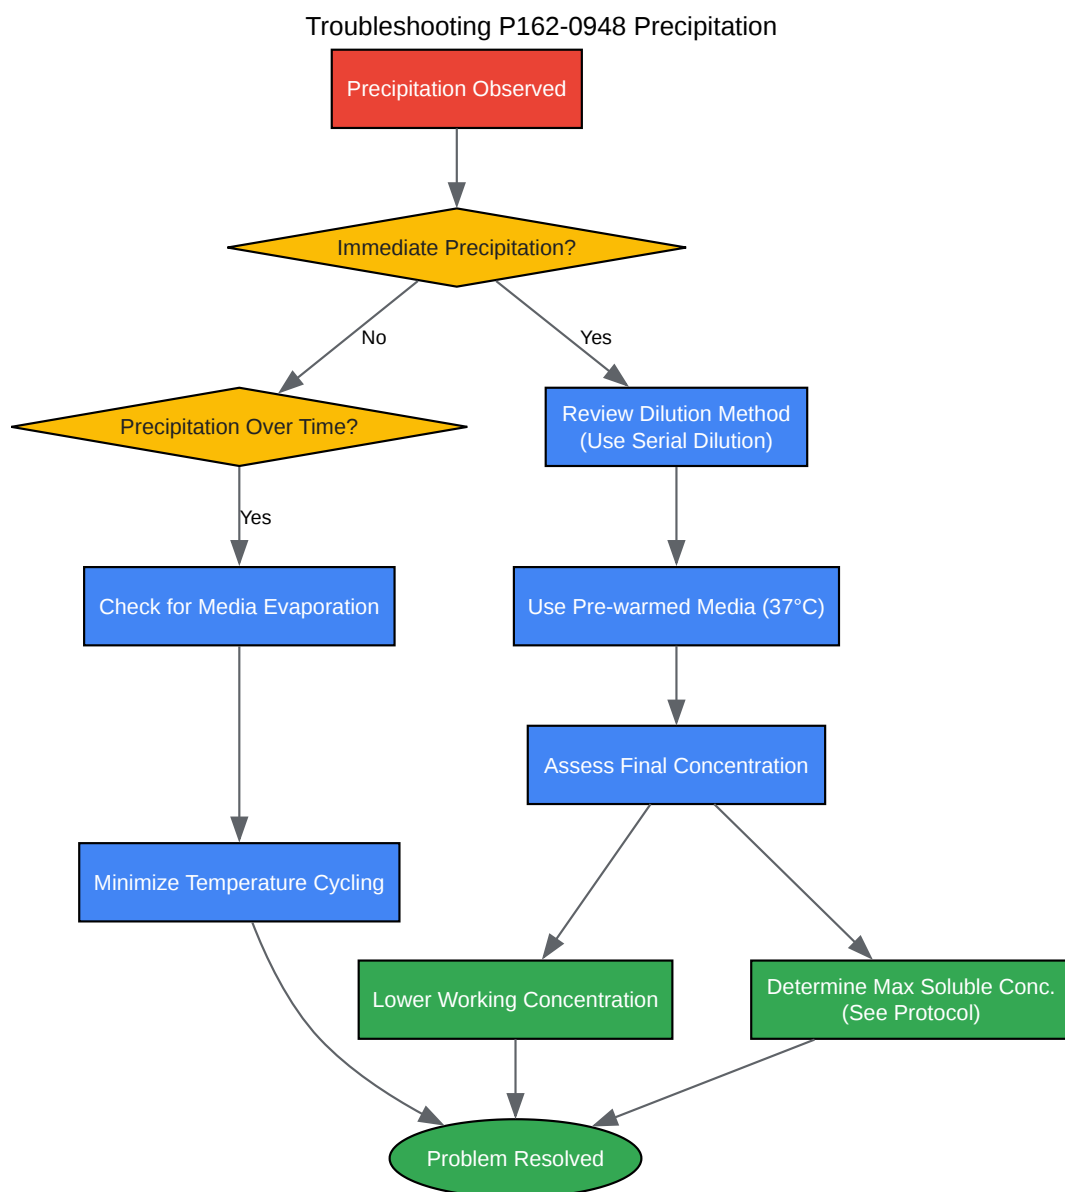 Troubleshooting P162-0948 Precipitation
Precipitation Observed
Immediate Precipitation?
No
Yes
Precipitation Over Time?
Review Dilution Method
(Use Serial Dilution)
Yes
Check for Media Evaporation
Use Pre-warmed Media (37°C)
Assess Final Concentration
Minimize Temperature Cycling
Lower Working Concentration
Determine Max Soluble Conc.
(See Protocol)
Problem Resolved